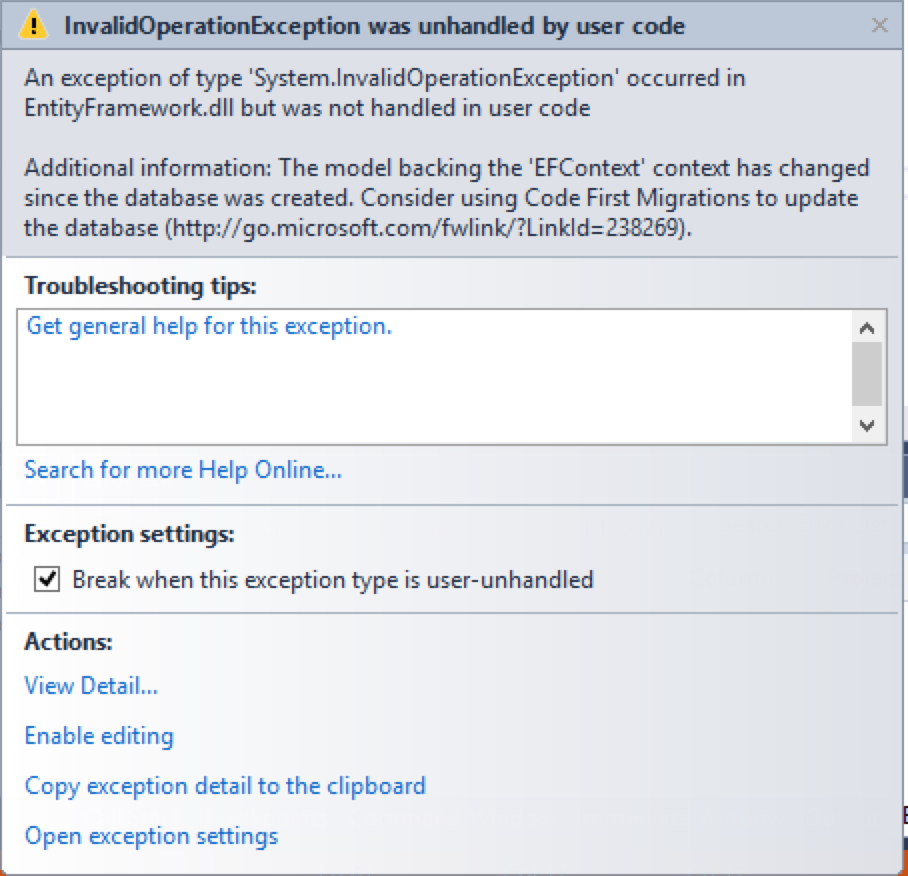 InvalidOperationException was unhandled by user code
An exception of type 'System.InvalidOperationException' occurred in
EntityFramework.dll but was not handled in user code
Additional information: The model backing the 'EFContext' context has changed
since the database was created. Consider using Code First Migrations to update
the database (http://go.microsoft.com/fwlink/?LinkId=238269).
Troubleshooting tips:
Get general help for this exception.
Search for more Help Online...
Exception settings:
Break when this exception type is user-unhandled
Actions:
View Detail...
Enable editing
Copy exception detail to the clipboard
Open exception settings